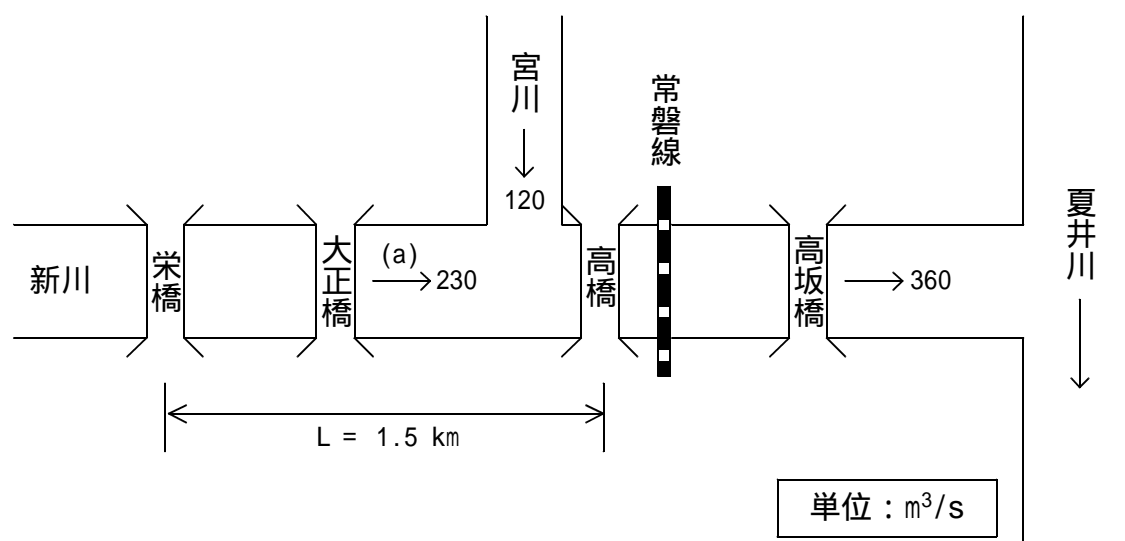 宮川
120
常磐線
夏井川
新川
栄橋
大正橋
(a)
230
高橋
高坂橋
360
L = 1.5 km
単位：m³/s